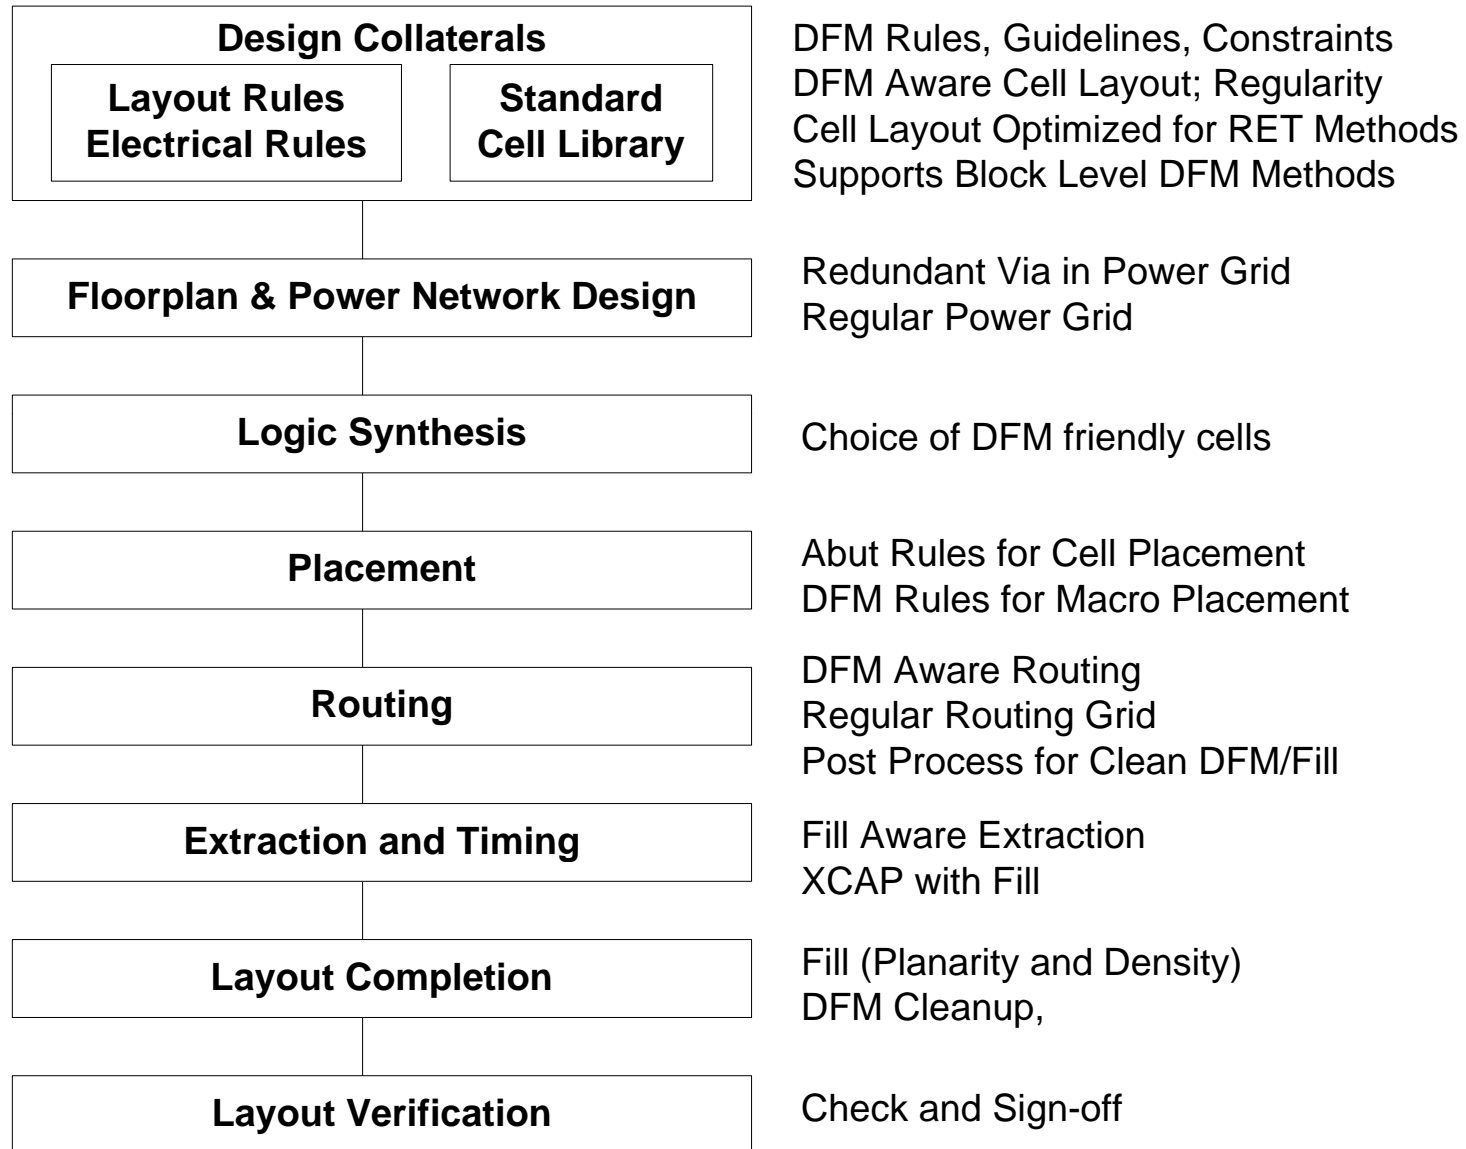 Design Collaterals
Layout Rules
Electrical Rules
Standard
Cell Library
DFM Rules, Guidelines, Constraints
DFM Aware Cell Layout; Regularity
Cell Layout Optimized for RET Methods
Supports Block Level DFM Methods
Floorplan & Power Network Design
Redundant Via in Power Grid
Regular Power Grid
Logic Synthesis
Choice of DFM friendly cells
Placement
Abut Rules for Cell Placement
DFM Rules for Macro Placement
Routing
DFM Aware Routing
Regular Routing Grid
Post Process for Clean DFM/Fill
Extraction and Timing
Fill Aware Extraction
XCAP with Fill
Layout Completion
Fill (Planarity and Density)
DFM Cleanup,
Layout Verification
Check and Sign-off